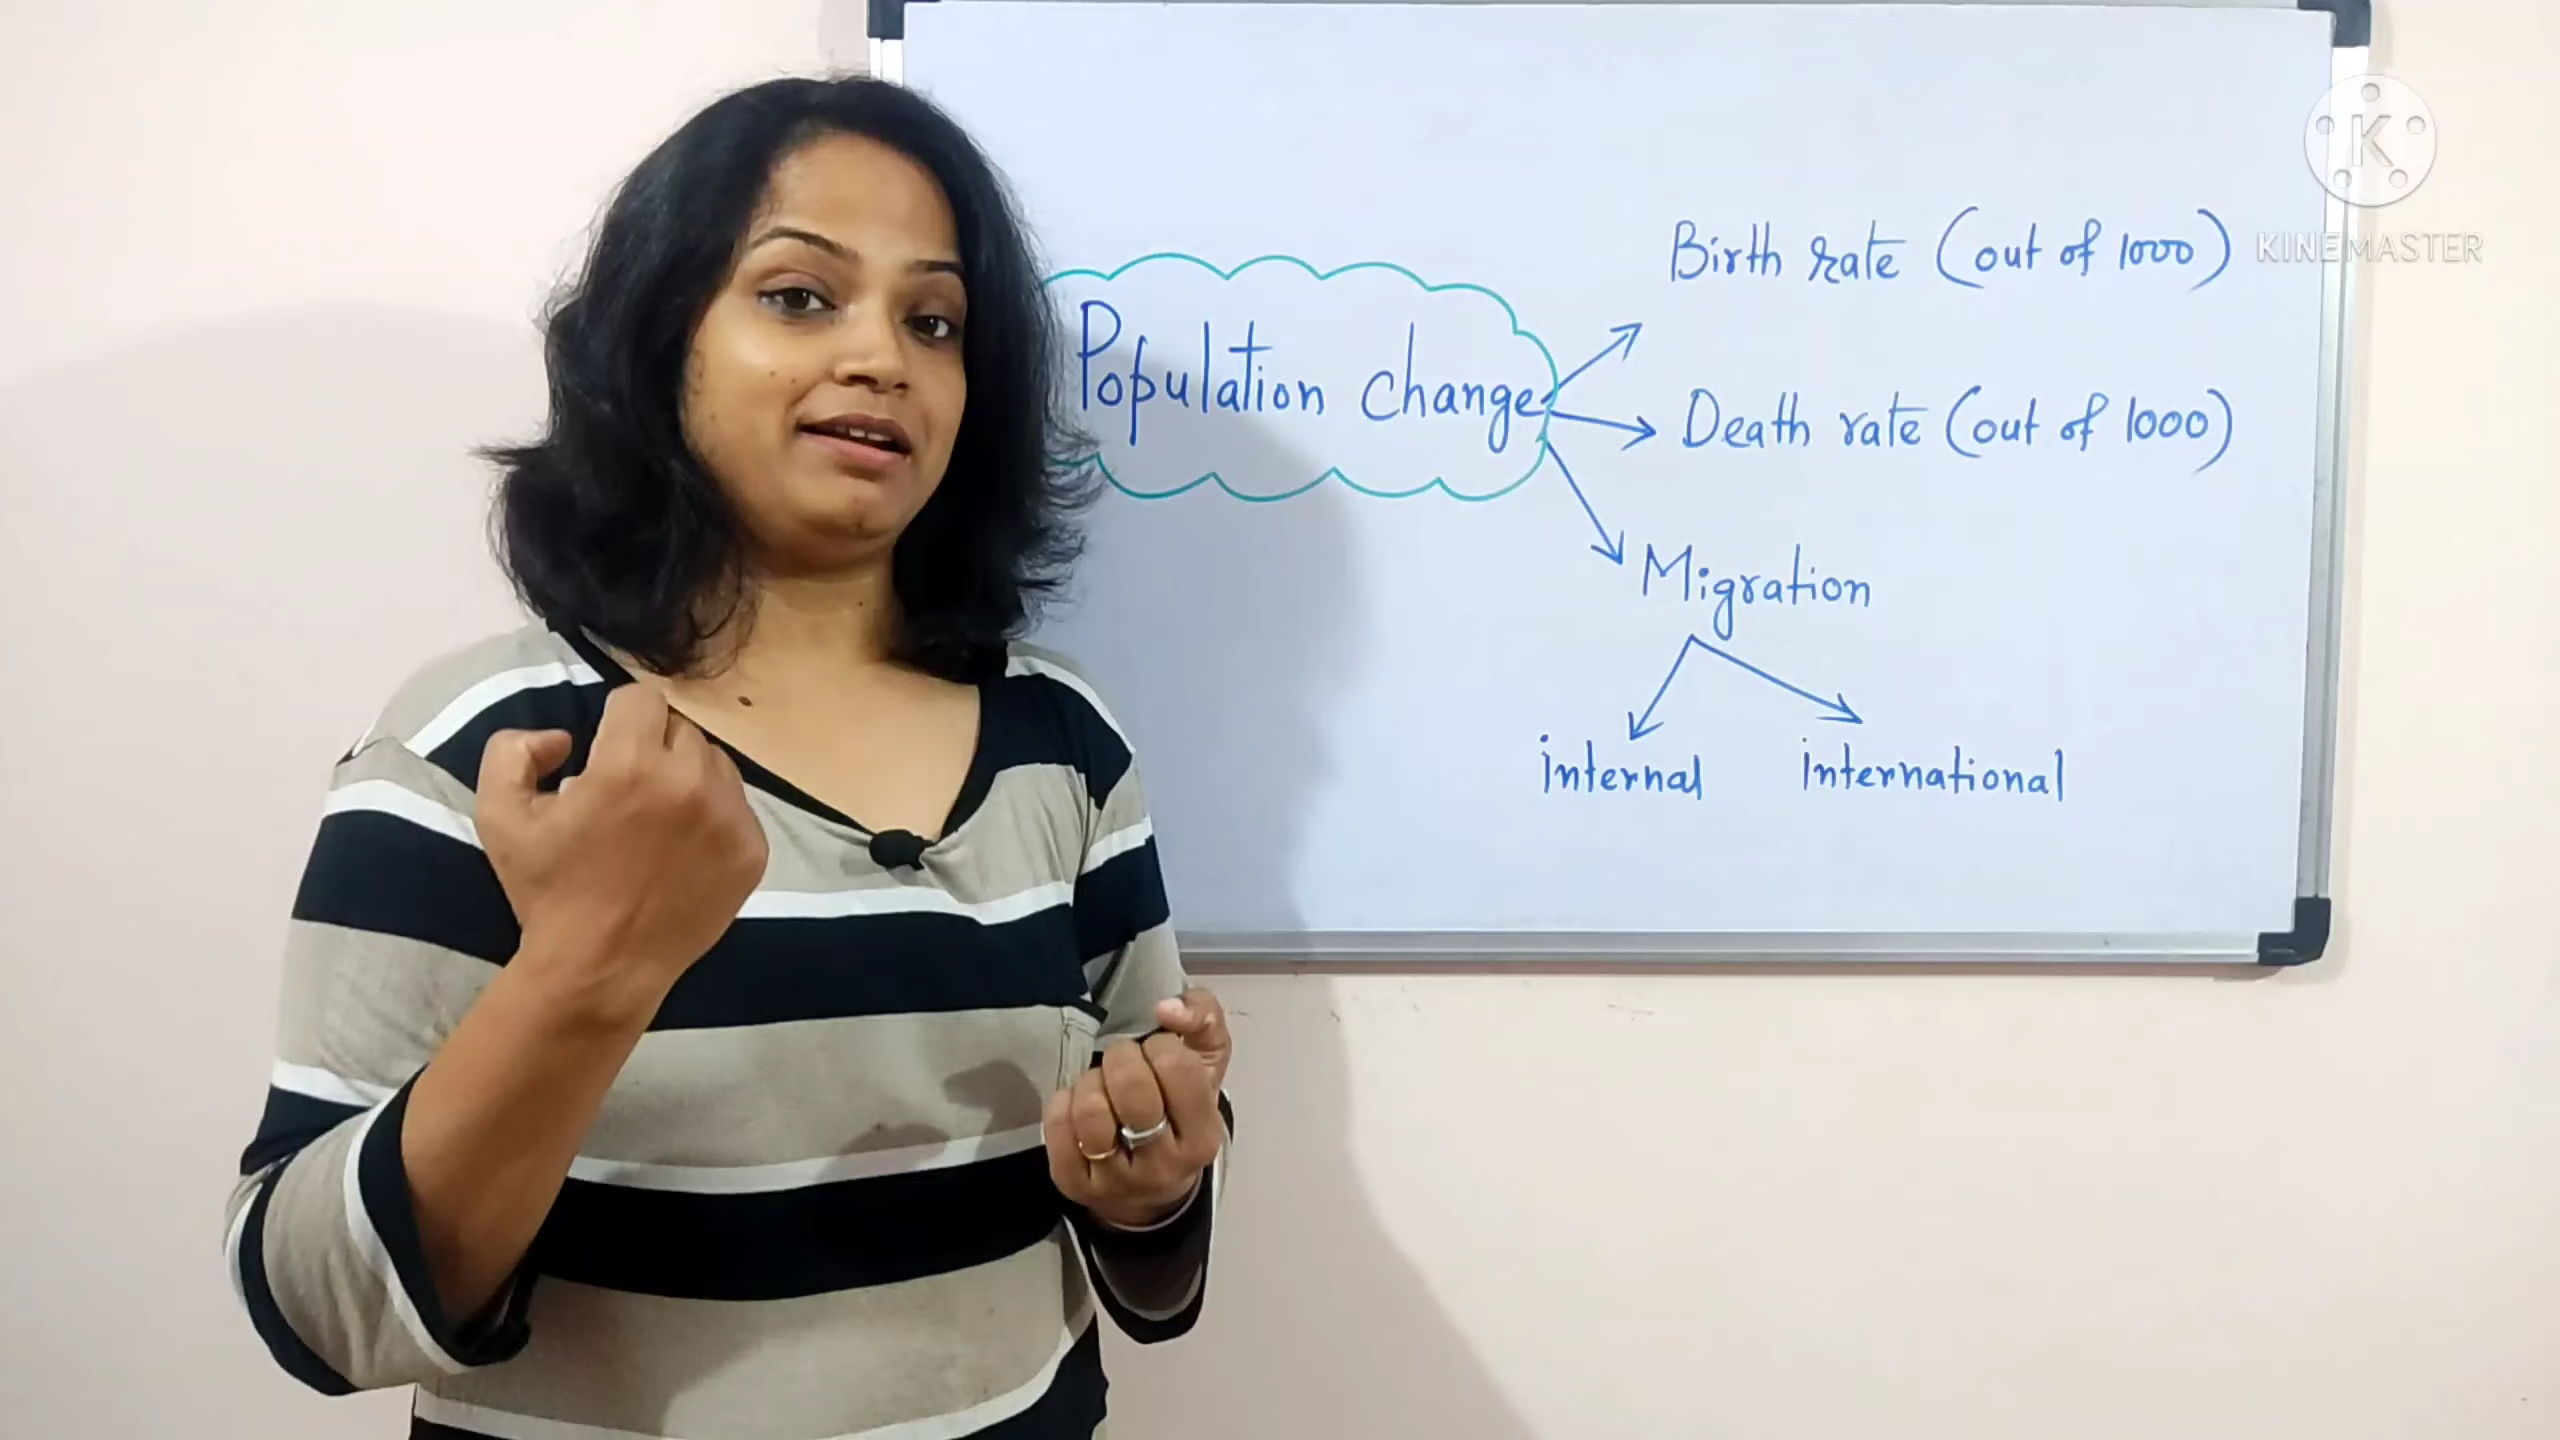 K
KINEMASTER
Birth rate (out of 1000)
Population change
Death rate (out of 1000)
Migration
internal international